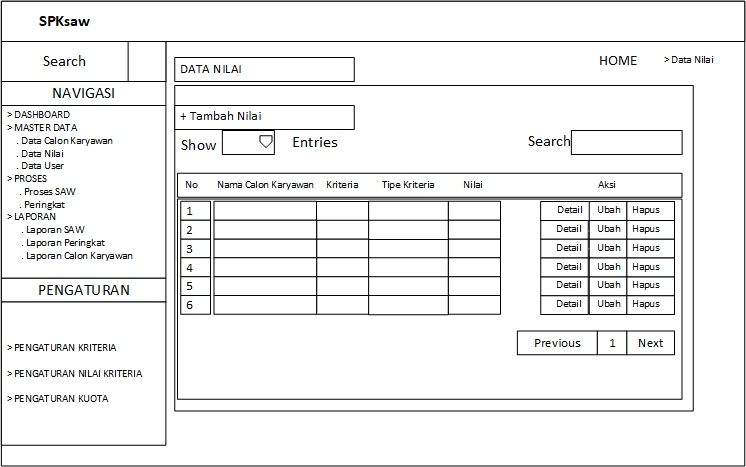 SPKsaw
Search
NAVIGASI
> DASHBOARD
> MASTER DATA
. Data Calon Karyawan
. Data Nilai
. Data User
> PROSES
. Proses SAW
. Peringkat
> LAPORAN
. Laporan SAW
. Laporan Peringkat
. Laporan Calon Karyawan
PENGATURAN
> PENGATURAN KRITERIA
> PENGATURAN NILAI KRITERIA
> PENGATURAN KUOTA
HOME > Data Nilai
DATA NILAI
+ Tambah Nilai
Show Entries Search
No Nama Calon Karyawan Kriteria Tipe Kriteria Nilai Aksi
1 Detail Ubah Hapus
2 Detail Ubah Hapus
3 Detail Ubah Hapus
4 Detail Ubah Hapus
5 Detail Ubah Hapus
6 Detail Ubah Hapus
Previous 1 Next